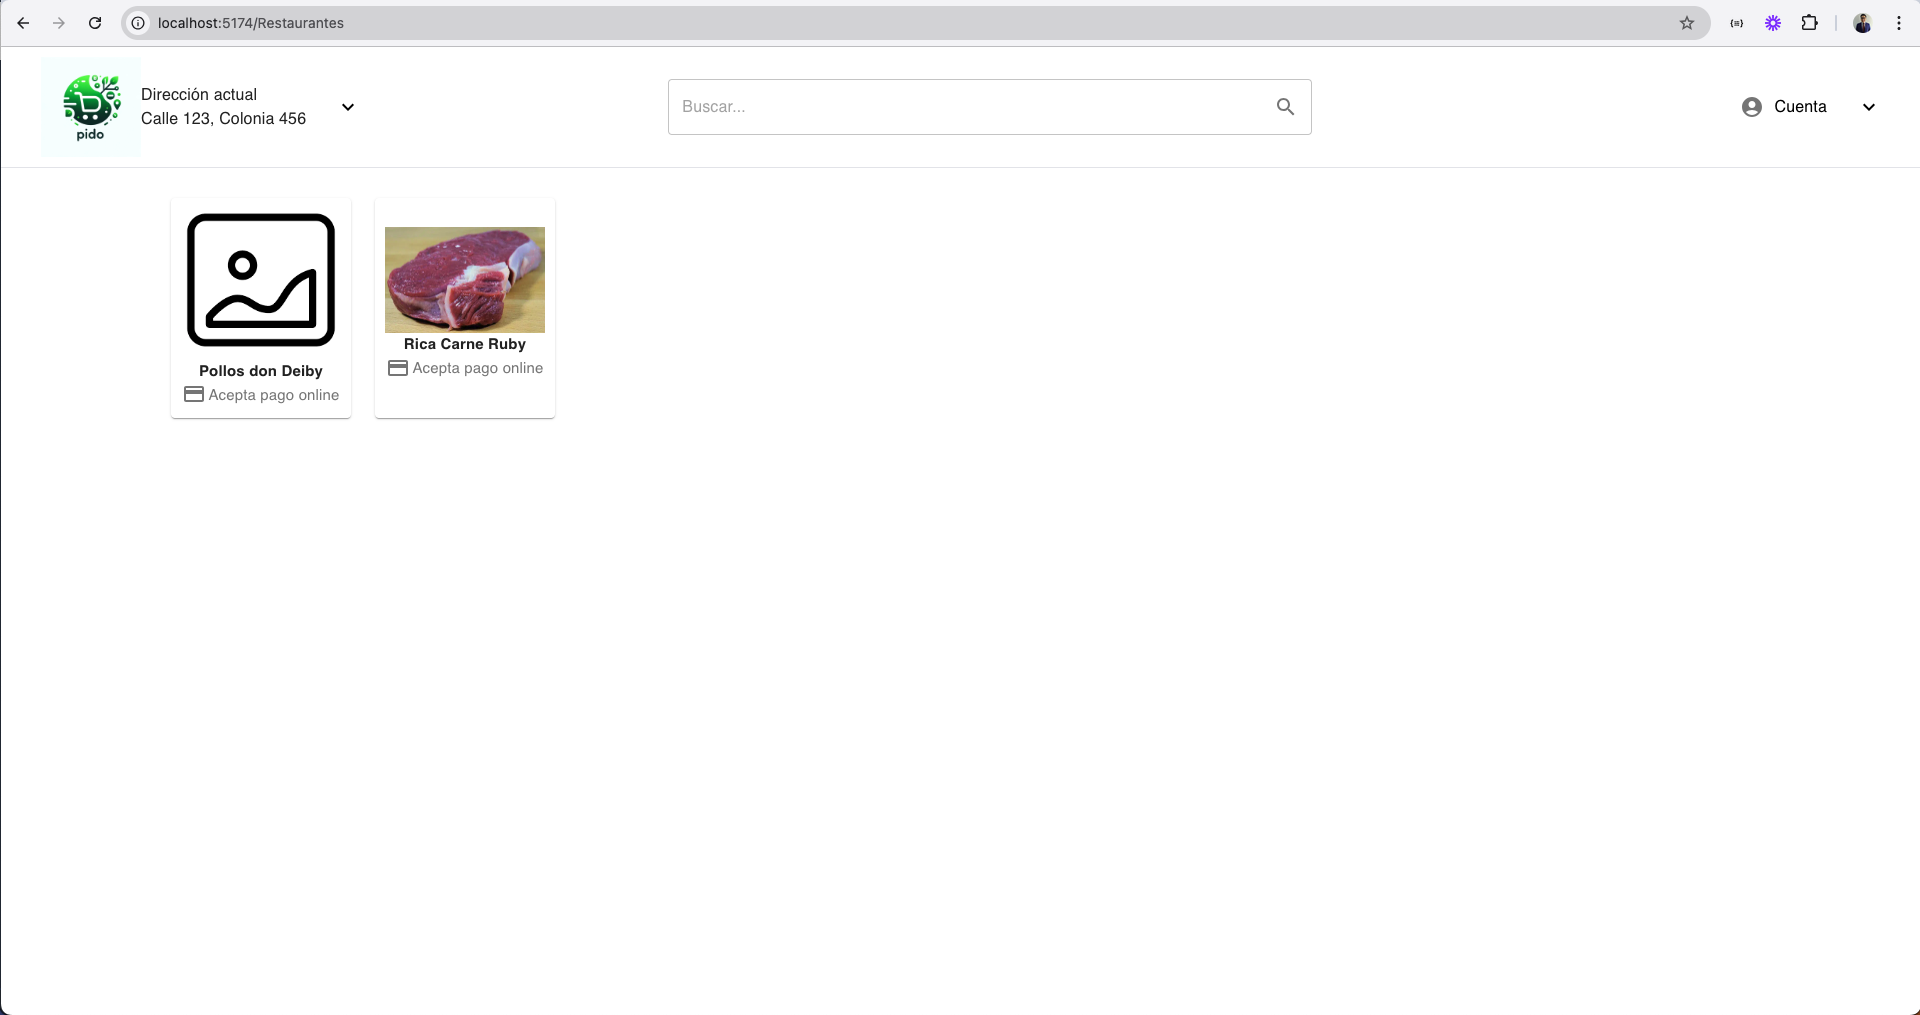 localhost:5174/Restaurantes
pido
Dirección actual
Calle 123, Colonia 456
Buscar...
Cuenta
Pollos don Deiby
Acepta pago online
Rica Carne Ruby
Acepta pago online